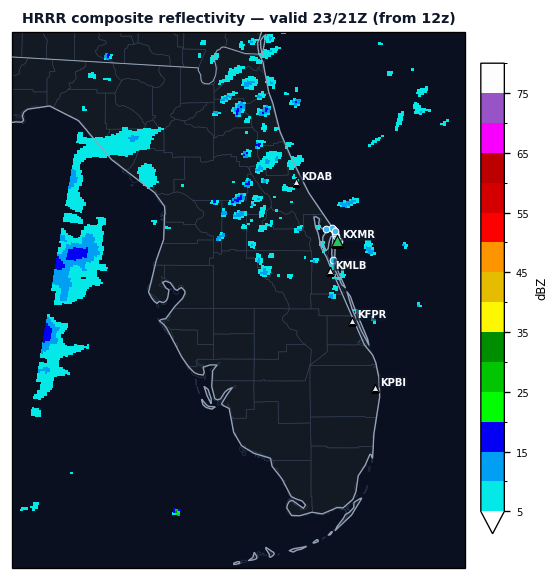 HRRR composite reflectivity — valid 23/21Z (from 12z)
KDAB
KXMR
KMLB
KFPR
KPBI
75
65
55
45
35
25
15
5
dBZ